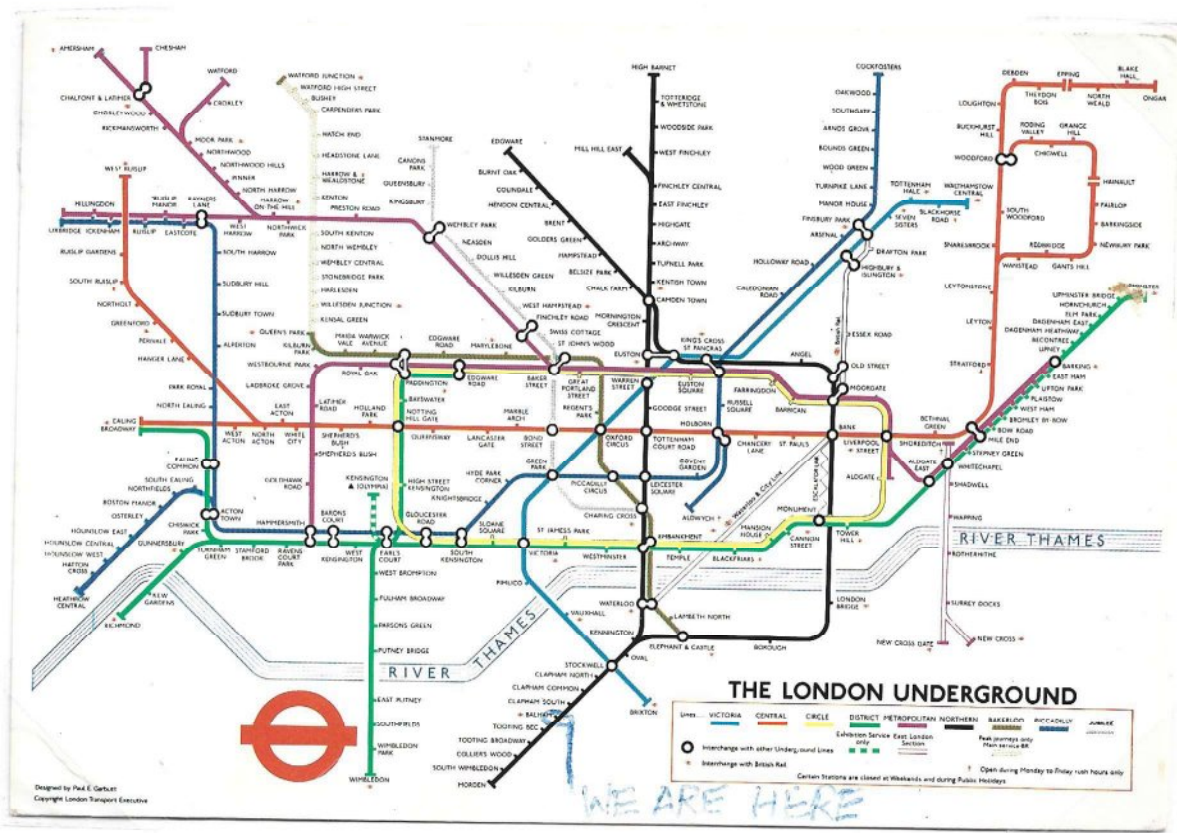 AMERSHAM
CHESHAM
WATFORD
CHALFONT & LATIMER
CHORLEYWOOD
RICKMANSWORTH
CROXLEY
MOOR PARK
NORTHWOOD
NORTHWOOD HILLS
PINNER
NORTH HARROW
HARROW
ON THE HILL
NORTHWICK
PARK
PRESTON ROAD
WATFORD JUNCTION
WATFORD HIGH STREET
BUSHEY
CARPENDERS PARK
HATCH END
HEADSTONE LANE
HARROW &
WEALDSTONE
KENTON
SOUTH KENTON
NORTH WEMBLEY
WEMBLEY CENTRAL
STONEBRIDGE PARK
HARLESDEN
WILLESDEN JUNCTION
KENSAL GREEN
QUEEN'S PARK
KILBURN
PARK
MAIDA
VALE
WARWICK
AVENUE
EDGWARE
ROAD
MARYLEBONE
STANMORE
CANONS
PARK
QUEENSBURY
KINGSBURY
WEMBLEY PARK
NEASDEN
DOLLIS HILL
WILLESDEN GREEN
KILBURN
WEST HAMPSTEAD
FINCHLEY ROAD
SWISS COTTAGE
ST JOHN'S WOOD
EDGWARE
BURNT OAK
COLINDALE
HENDON CENTRAL
BRENT
GOLDERS GREEN
HAMPSTEAD
BELSIZE PARK
CHALK FARM
MILL HILL EAST
HIGH BARNET
TOTTERIDGE
& WHETSTONE
WOODSIDE PARK
WEST FINCHLEY
FINCHLEY CENTRAL
EAST FINCHLEY
HIGHGATE
ARCHWAY
TUFNELL PARK
KENTISH TOWN
CAMDEN TOWN
MORNINGTON
CRESCENT
EUSTON
COCKFOSTERS
OAKWOOD
SOUTHGATE
ARNOS GROVE
BOUNDS GREEN
WOOD GREEN
TURNPIKE LANE
MANOR HOUSE
FINSBURY PARK
ARSENAL
HOLLOWAY ROAD
CALEDONIAN
ROAD
KING'S CROSS
ST PANCRAS
TOTTENHAM
HALE
WALTHAMSTOW
CENTRAL
SEVEN
SISTERS
BLACKHORSE
ROAD
DRAYTON PARK
HIGHBURY &
ISLINGTON
British Rail
ESSEX ROAD
OLD STREET
MOORGATE
ANGEL
DEBDEN
EPPING
BLAKE
HALL
LOUGHTON
THEYDON
BOIS
NORTH
WEALD
ONGAR
BUCKHURST
HILL
RODING
VALLEY
GRANGE
HILL
WOODFORD
CHIGWELL
HAINAULT
FAIRLOP
BARKINGSIDE
NEWBURY PARK
SOUTH
WOODFORD
SNARESBROOK
REDBRIDGE
WANSTEAD
GANTS HILL
LEYTONSTONE
LEYTON
STRATFORD
UPMINSTER BRIDGE
HORNCHURCH
ELM PARK
DAGENHAM EAST
DAGENHAM HEATHWAY
BECONTREE
UPNEY
BARKING
EAST HAM
UPTON PARK
PLAISTOW
WEST HAM
BROMLEY-BY-BOW
BOW ROAD
MILE END
STEPNEY GREEN
WHITECHAPEL
WEST RUISLIP
HILLINGDON
RUISLIP
MANOR
RAYNERS
LANE
UXBRIDGE
ICKENHAM
RUISLIP
EASTCOTE
WEST
HARROW
RUISLIP GARDENS
SOUTH RUISLIP
NORTHOLT
GREENFORD
PERIVALE
HANGER LANE
SOUTH HARROW
SUDBURY HILL
SUDBURY TOWN
ALPERTON
PARK ROYAL
NORTH EALING
EALING
BROADWAY
WEST
ACTON
NORTH
ACTON
EAST
ACTON
WHITE
CITY
SHEPHERD'S
BUSH
HOLLAND
PARK
NOTTING
HILL GATE
QUEENSWAY
LANCASTER
GATE
MARBLE
ARCH
BOND
STREET
OXFORD
CIRCUS
TOTTENHAM
COURT ROAD
HOLBORN
CHANCERY
LANE
ST. PAUL'S
BANK
LIVERPOOL
STREET
BETHNAL
GREEN
SHOREDITCH
WESTBOURNE PARK
ROYAL OAK
LADBROKE GROVE
LATIMER
ROAD
SHEPHERD'S BUSH
GOLDHAWK
ROAD
PADDINGTON
EDGWARE
ROAD
BAYSWATER
BAKER
STREET
GREAT
PORTLAND
STREET
REGENT'S
PARK
WARREN
STREET
EUSTON
SQUARE
FARRINGDON
BARBICAN
GOODGE STREET
RUSSELL
SQUARE
ALDGATE
EAST
ALDGATE
HIGH STREET
KENSINGTON
KENSINGTON
(OLYMPIA)
HYDE PARK
CORNER
KNIGHTSBRIDGE
GREEN
PARK
PICCADILLY
CIRCUS
LEICESTER
SQUARE
COVENT
GARDEN
ALDWYCH
CHARING CROSS
Waterloo & City Line
ESCALATOR LINK
MONUMENT
EALING
COMMON
SOUTH EALING
NORTHFIELDS
BOSTON MANOR
OSTERLEY
HOUNSLOW EAST
HOUNSLOW CENTRAL
HOUNSLOW WEST
HATTON
CROSS
HEATHROW
CENTRAL
ACTON
TOWN
CHISWICK
PARK
GUNNERSBURY
KEW
GARDENS
RICHMOND
TURNHAM
GREEN
STAMFORD
BROOK
RAVENS
COURT PARK
HAMMERSMITH
BARONS
COURT
WEST
KENSINGTON
EARL'S
COURT
GLOUCESTER
ROAD
SOUTH
KENSINGTON
SLOANE
SQUARE
VICTORIA
ST JAMES'S PARK
WESTMINSTER
EMBANKMENT
TEMPLE
BLACKFRIARS
MANSION
HOUSE
CANNON
STREET
TOWER
HILL
SHADWELL
WAPPING
ROTHERHITHE
SURREY DOCKS
NEW CROSS GATE
NEW CROSS
RIVER THAMES
WEST BROMPTON
FULHAM BROADWAY
PARSONS GREEN
PUTNEY BRIDGE
EAST PUTNEY
SOUTHFIELDS
WIMBLEDON
PARK
WIMBLEDON
RIVER THAMES
PIMLICO
VAUXHALL
WATERLOO
LAMBETH NORTH
LONDON
BRIDGE
KENNINGTON
ELEPHANT & CASTLE
BOROUGH
OVAL
STOCKWELL
BRIXTON
CLAPHAM NORTH
CLAPHAM COMMON
CLAPHAM SOUTH
BALHAM
TOOTING BEC
TOOTING BROADWAY
COLLIERS WOOD
SOUTH WIMBLEDON
MORDEN
THE LONDON UNDERGROUND
Lines
VICTORIA
CENTRAL
CIRCLE
DISTRICT
METROPOLITAN
NORTHERN
BAKERLOO
PICCADILLY
JUBILEE
Exhibition Service
only
East London
Section
Peak journeys only
Main service BR
Interchange with other Underground Lines
Interchange with British Rail
† Open during Monday to Friday rush hours only
Certain Stations are closed at Weekends and during Public Holidays
Designed by Paul E. Garbutt
Copyright London Transport Executive
WE ARE HERE